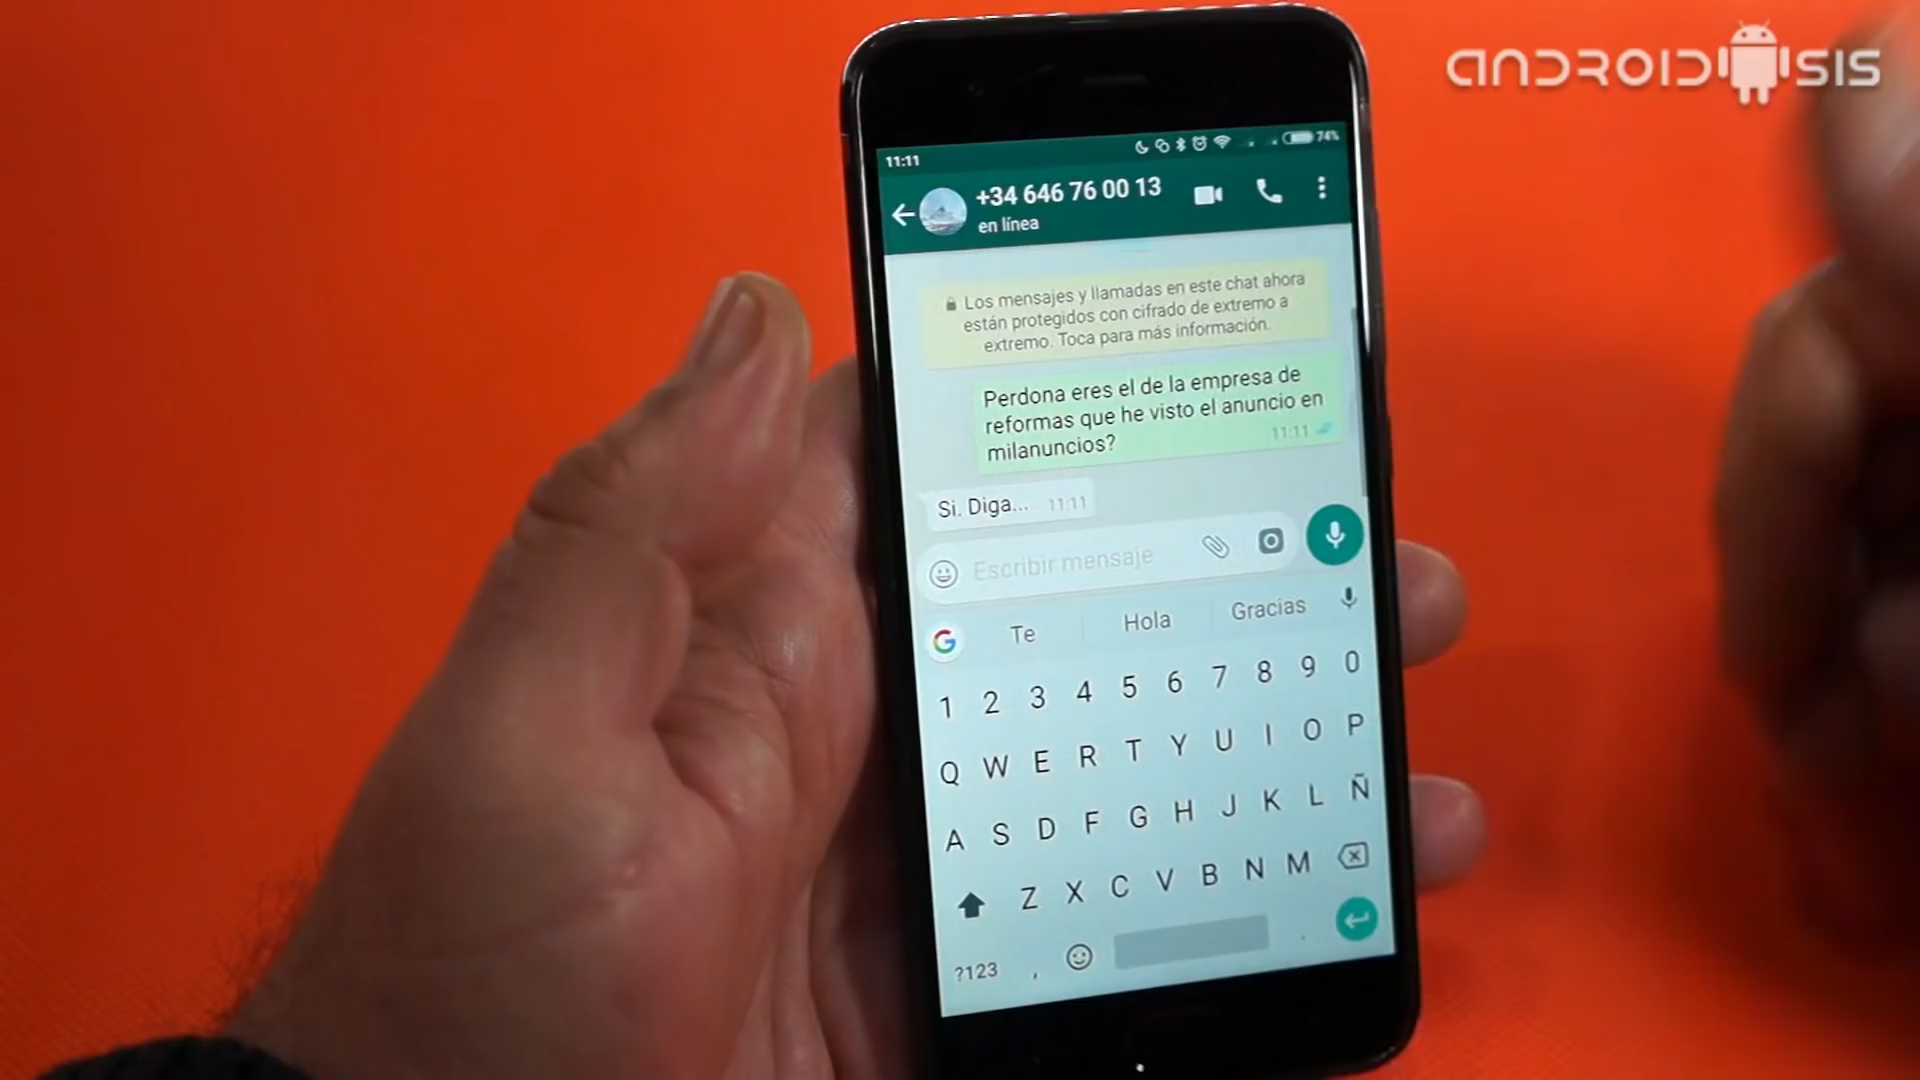 ANDROIDSIS
11:11
74%
+34 646 76 00 13
en línea
Los mensajes y llamadas en este chat ahora
están protegidos con cifrado de extremo a
extremo. Toca para más información.
Perdona eres el de la empresa de
reformas que he visto el anuncio en
milanuncios?
11:11
Si. Diga... 11:11
Escribir mensaje
G Te Hola Gracias
1 2 3 4 5 6 7 8 9 0
Q W E R T Y U I O P
A S D F G H J K L Ñ
Z X C V B N M
?123 , .